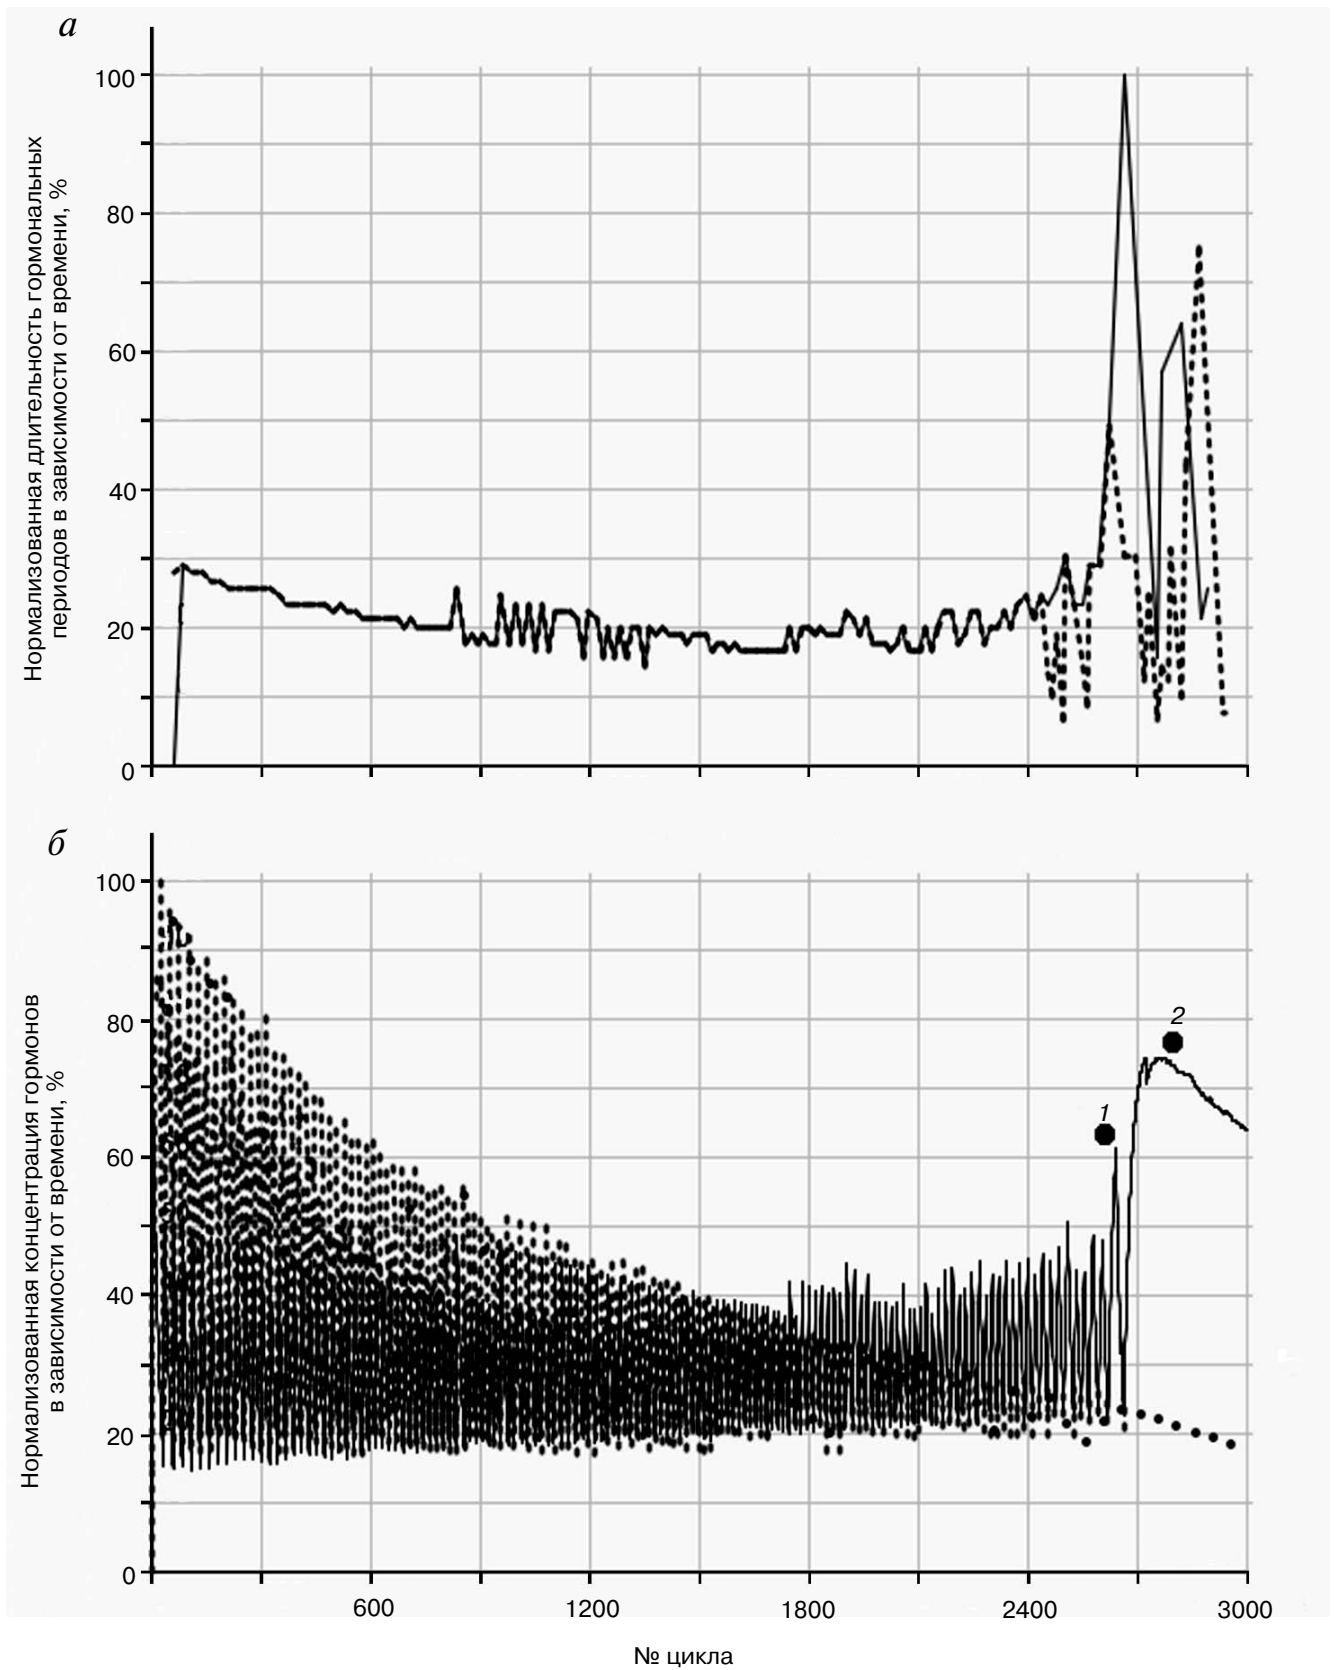 а
Нормализованная длительность гормональных
периодов в зависимости от времени, %
100
80
60
40
20
0
б
Нормализованная концентрация гормонов
в зависимости от времени, %
100
80
60
40
20
0
1
2
600
1200
1800
2400
3000
№ цикла